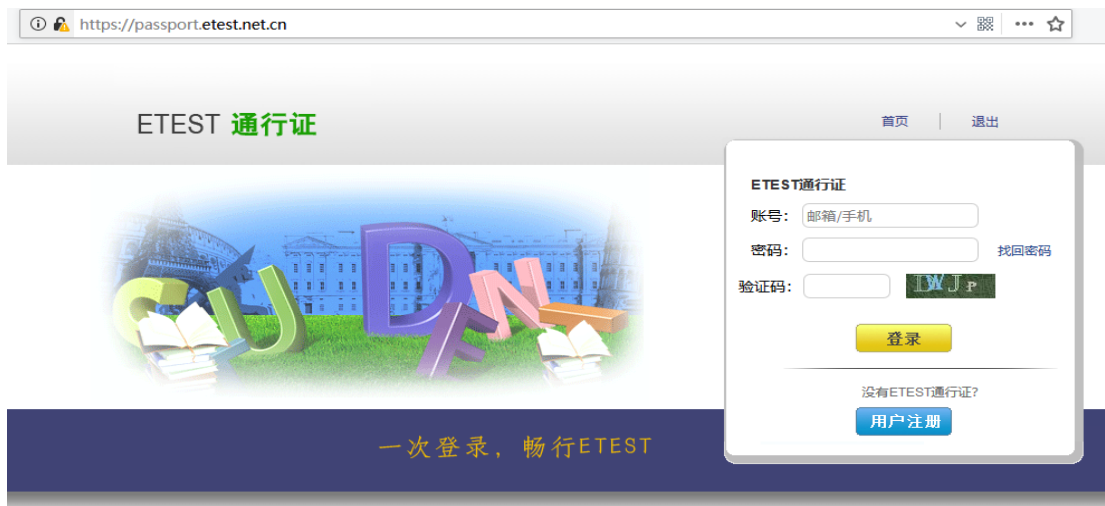 https://passport.etest.net.cn
ETEST 通行证
首页
退出
ETEST通行证
账号： 邮箱/手机
密码： 找回密码
验证码： IWJP
登录
没有ETEST通行证？
用户注册
一次登录，畅行ETEST